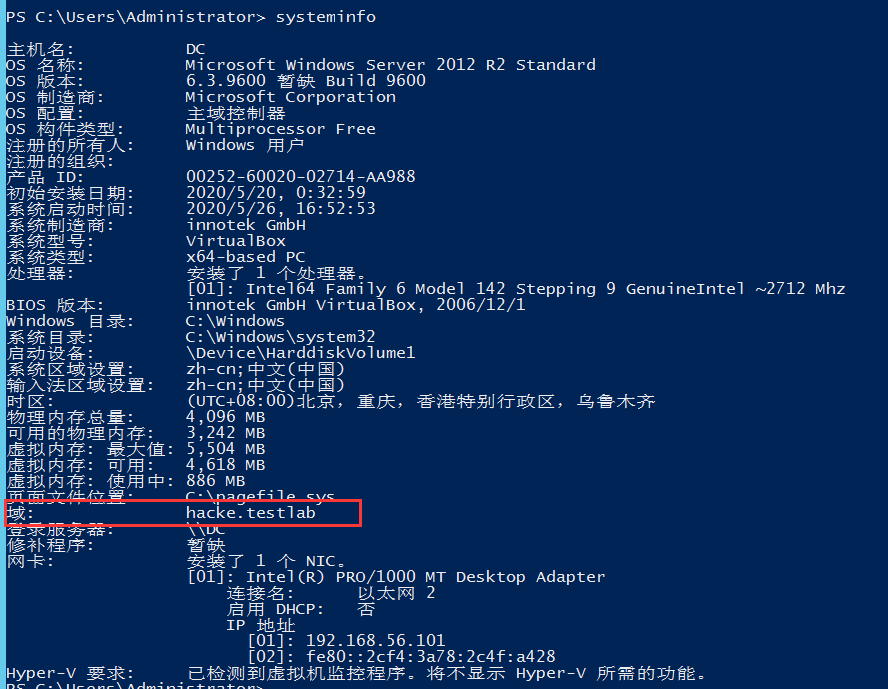 PS C:\Users\Administrator> systeminfo
主机名: DC
OS 名称: Microsoft Windows Server 2012 R2 Standard
OS 版本: 6.3.9600 暂缺 Build 9600
OS 制造商: Microsoft Corporation
OS 配置: 主域控制器
OS 构件类型: Multiprocessor Free
注册的所有人: Windows 用户
注册的组织:
产品 ID: 00252-60020-02714-AA988
初始安装日期: 2020/5/20, 0:32:59
系统启动时间: 2020/5/26, 16:52:53
系统制造商: innotek GmbH
系统型号: VirtualBox
系统类型: x64-based PC
处理器: 安装了 1 个处理器。
[01]: Intel64 Family 6 Model 142 Stepping 9 GenuineIntel ~2712 Mhz
BIOS 版本: innotek GmbH VirtualBox, 2006/12/1
Windows 目录: C:\Windows
系统目录: C:\Windows\system32
启动设备: \Device\HarddiskVolume1
系统区域设置: zh-cn;中文(中国)
输入法区域设置: zh-cn;中文(中国)
时区: (UTC+08:00)北京，重庆，香港特别行政区，乌鲁木齐
物理内存总量: 4,096 MB
可用的物理内存: 3,242 MB
虚拟内存: 最大值: 5,504 MB
虚拟内存: 可用: 4,618 MB
虚拟内存: 使用中: 886 MB
页面文件位置: C:\pagefile.sys
域: hacke.testlab
登录服务器: \\DC
修补程序: 暂缺
网卡: 安装了 1 个 NIC。
[01]: Intel(R) PRO/1000 MT Desktop Adapter
连接名: 以太网 2
启用 DHCP: 否
IP 地址
[01]: 192.168.56.101
[02]: fe80::2cf4:3a78:2c4f:a428
Hyper-V 要求: 已检测到虚拟机监控程序。将不显示 Hyper-V 所需的功能。
PS C:\Users\Administrator>